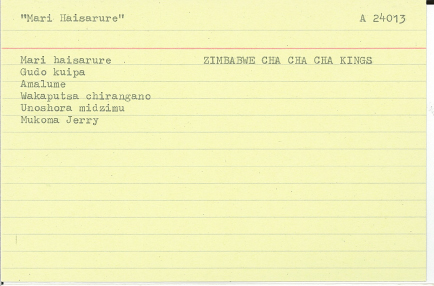 "Mari Haisarure" A 24013
Mari haisarure ZIMBABWE CHA CHA CHA KINGS
Gudo kuipa
Amalume
Wakaputsa chirangano
Unoshora midzimu
Mukoma Jerry